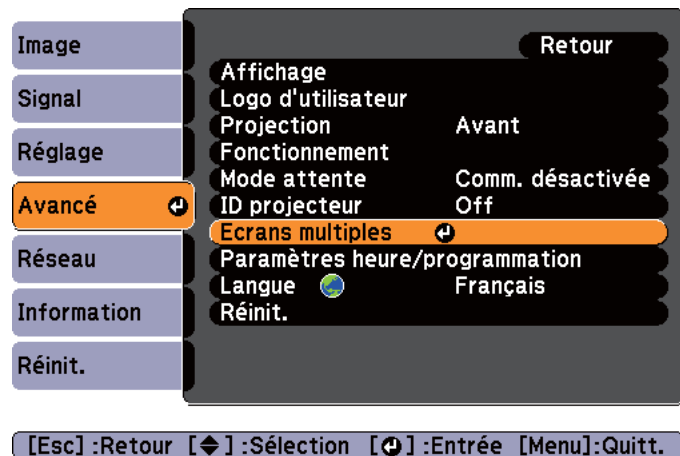 Image
Signal
Réglage
Avancé
Réseau
Information
Réinit.
Retour
Affichage
Logo d'utilisateur
Projection Avant
Fonctionnement
Mode attente Comm. désactivée
ID projecteur Off
Ecrans multiples
Paramètres heure/programmation
Langue Français
Réinit.
[Esc] :Retour [◆] :Sélection [↵] :Entrée [Menu]:Quitt.